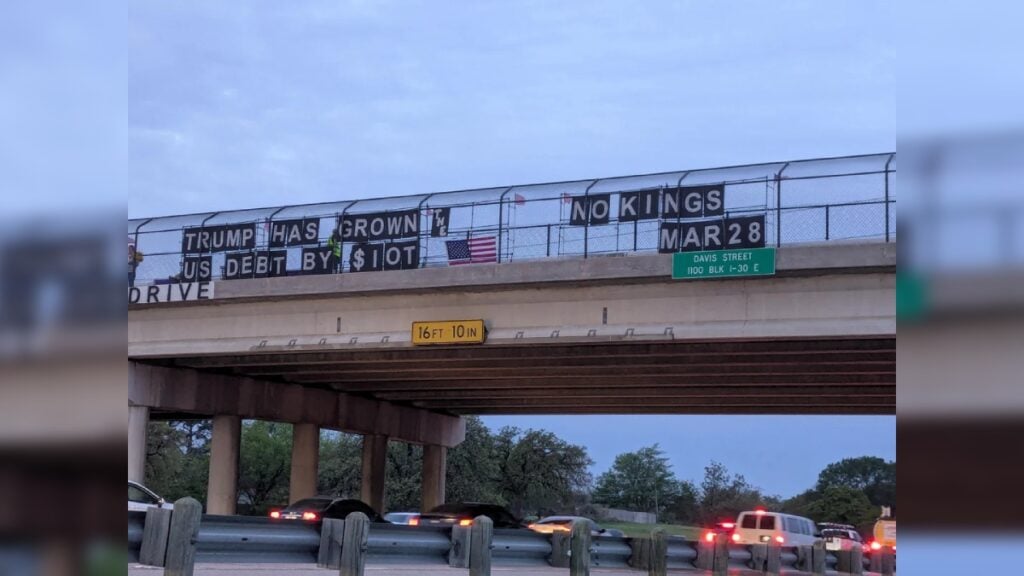 TRUMP HAS GROWN THE
US DEBT BY $10T
DRIVE
NO KINGS
MAR 28
DAVIS STREET
1100 BLK I-30 E
16 FT 10 IN